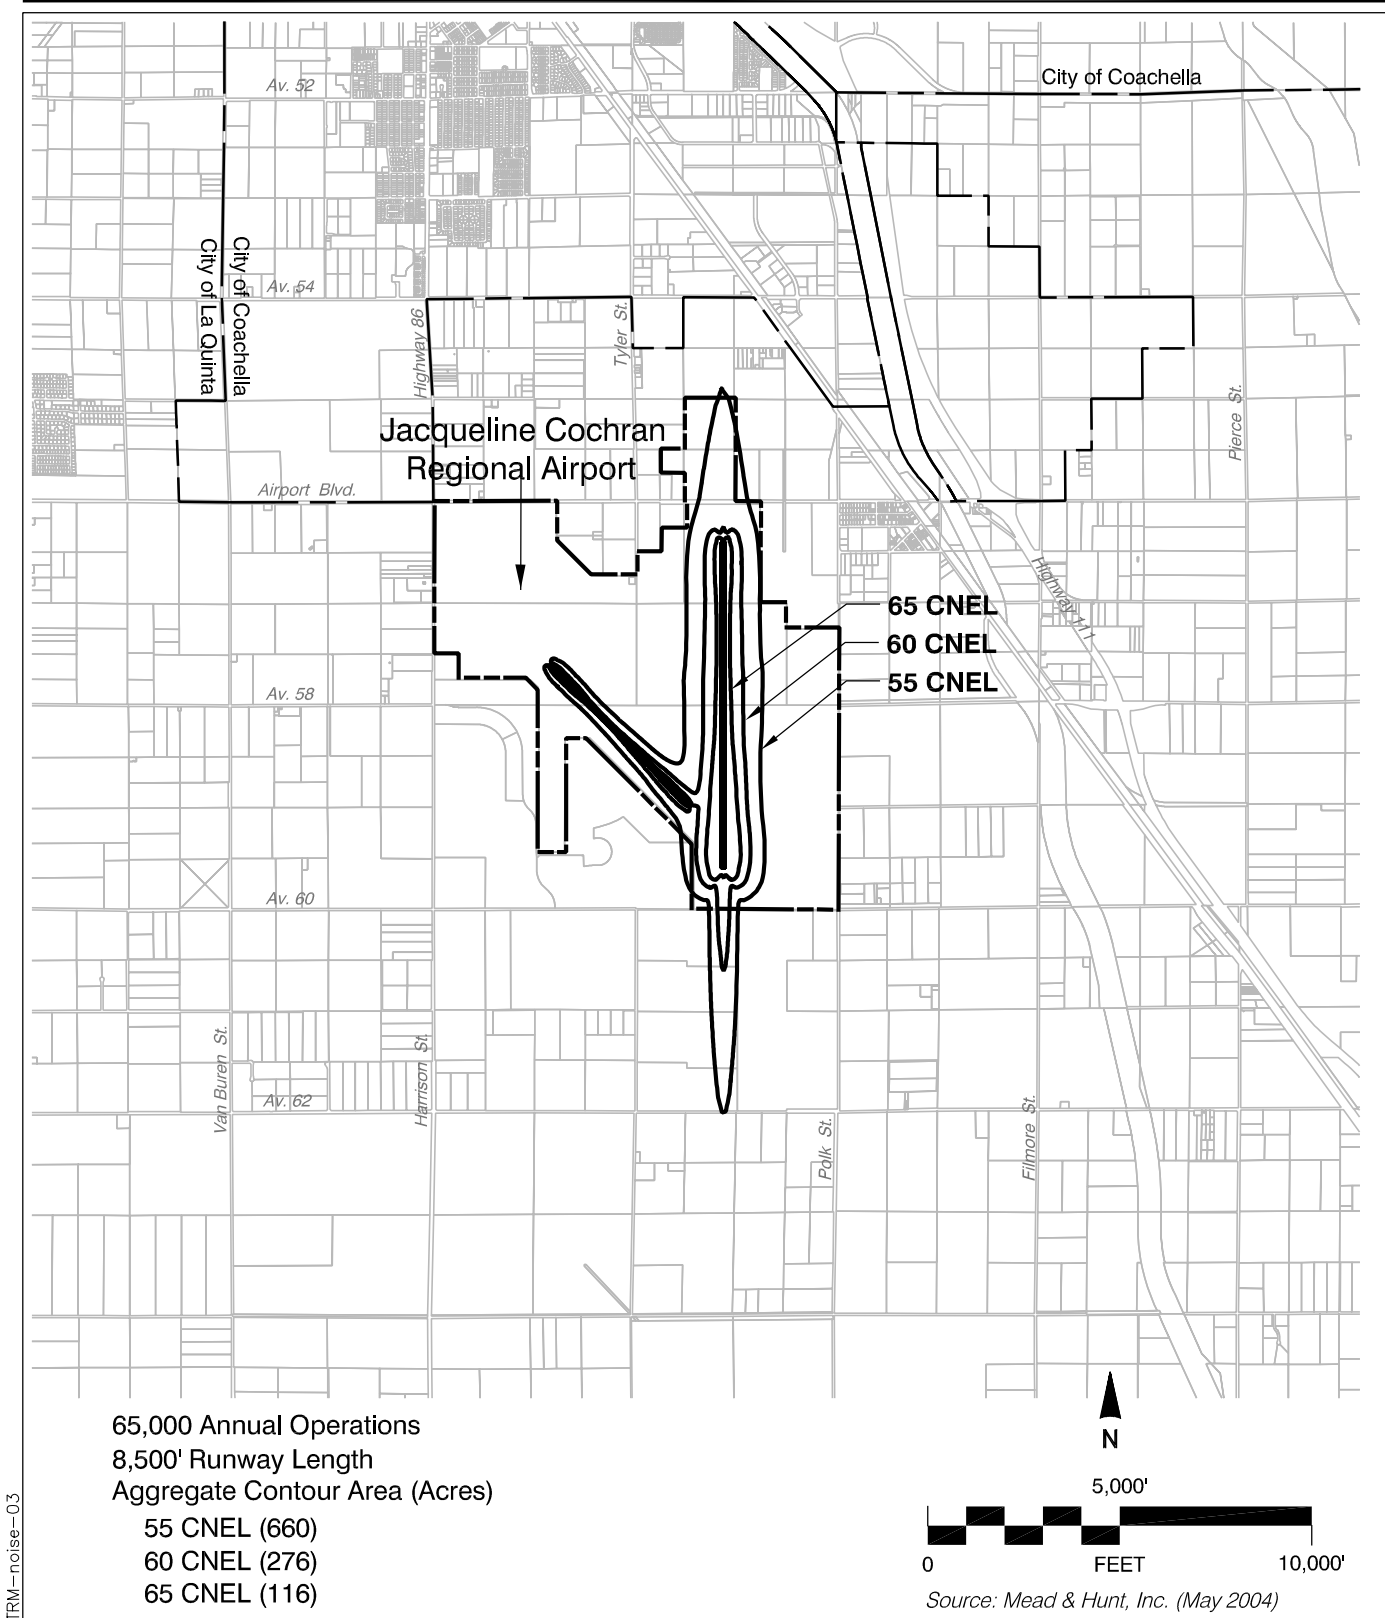 City of Coachella
Av. 52
City of La Quinta
City of Coachella
Av. 54
Highway 86
Tyler St.
Pierce St.
Jacqueline Cochran
Regional Airport
Airport Blvd.
Highway 111
65 CNEL
60 CNEL
55 CNEL
Av. 58
Av. 60
Van Buren St.
Harrison St.
Av. 62
Polk St.
Filmore St.
65,000 Annual Operations
8,500' Runway Length
Aggregate Contour Area (Acres)
55 CNEL (660)
60 CNEL (276)
65 CNEL (116)
N
5,000'
0
FEET
10,000'
Source: Mead & Hunt, Inc. (May 2004)
TRM-noise-03